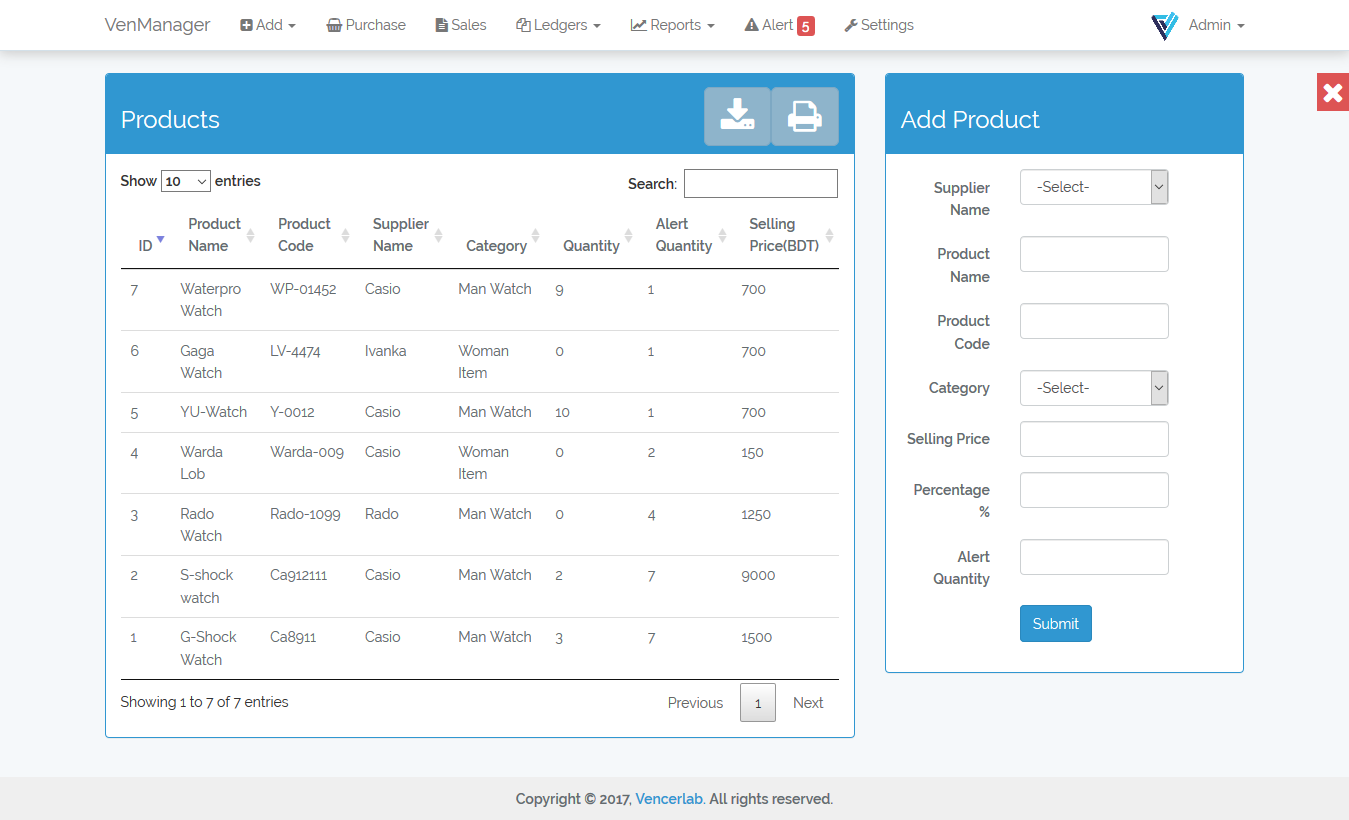 VenManager Add Purchase Sales Ledgers Reports Alert 5 Settings Admin
Products
Show 10 entries
Search:
ID Product Name Product Code Supplier Name Category Quantity Alert Quantity Selling Price(BDT)
7 Waterpro Watch WP-01452 Casio Man Watch 9 1 700
6 Gaga Watch LV-4474 Ivanka Woman Item 0 1 700
5 YU-Watch Y-0012 Casio Man Watch 10 1 700
4 Warda Lob Warda-009 Casio Woman Item 0 2 150
3 Rado Watch Rado-1099 Rado Man Watch 0 4 1250
2 S-shock watch Ca912111 Casio Man Watch 2 7 9000
1 G-Shock Watch Ca8911 Casio Man Watch 3 7 1500
Showing 1 to 7 of 7 entries
Previous 1 Next
Add Product
Supplier Name -Select-
Product Name
Product Code
Category -Select-
Selling Price
Percentage %
Alert Quantity
Submit
Copyright © 2017, Vencerlab. All rights reserved.